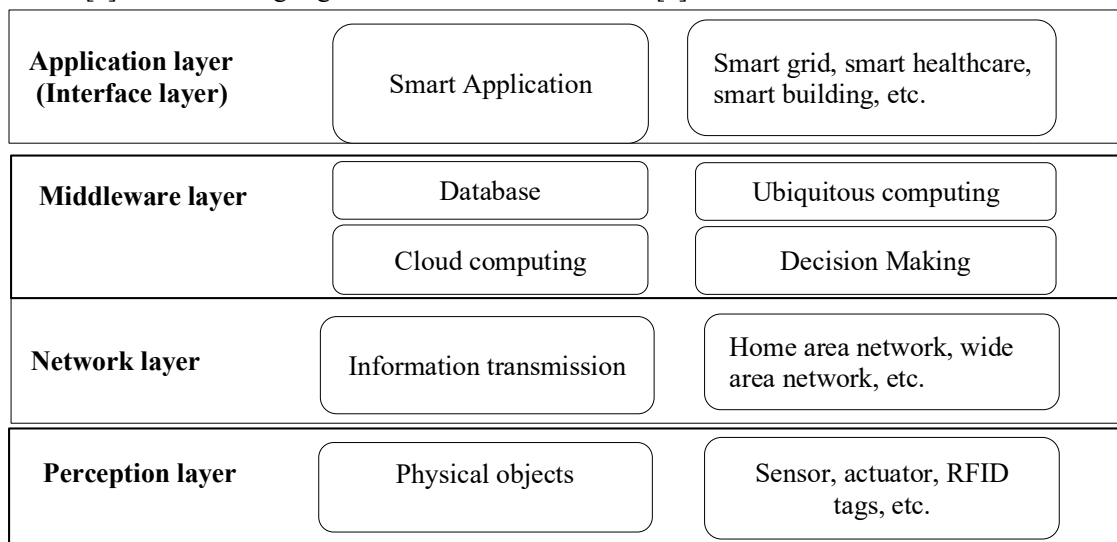 Application layer
(Interface layer)
Smart Application
Smart grid, smart healthcare,
smart building, etc.
Middleware layer
Database
Ubiquitous computing
Cloud computing
Decision Making
Network layer
Information transmission
Home area network, wide
area network, etc.
Perception layer
Physical objects
Sensor, actuator, RFID
tags, etc.